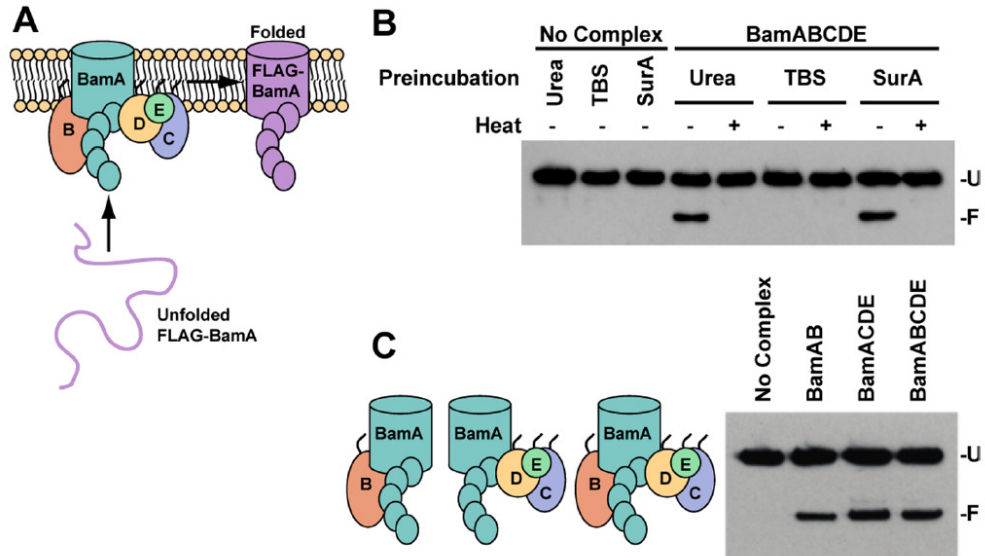 A
Folded
BamA
FLAG-
BamA
B
D
E
C
Unfolded
FLAG-BamA
B
No Complex
BamABCDE
Preincubation
Urea
TBS
SurA
Urea
TBS
SurA
Heat
- + - + - +
-U
-F
C
BamA
B
BamA
D
E
C
BamA
B
D
E
C
No Complex
BamAB
BamACDE
BamABCDE
-U
-F